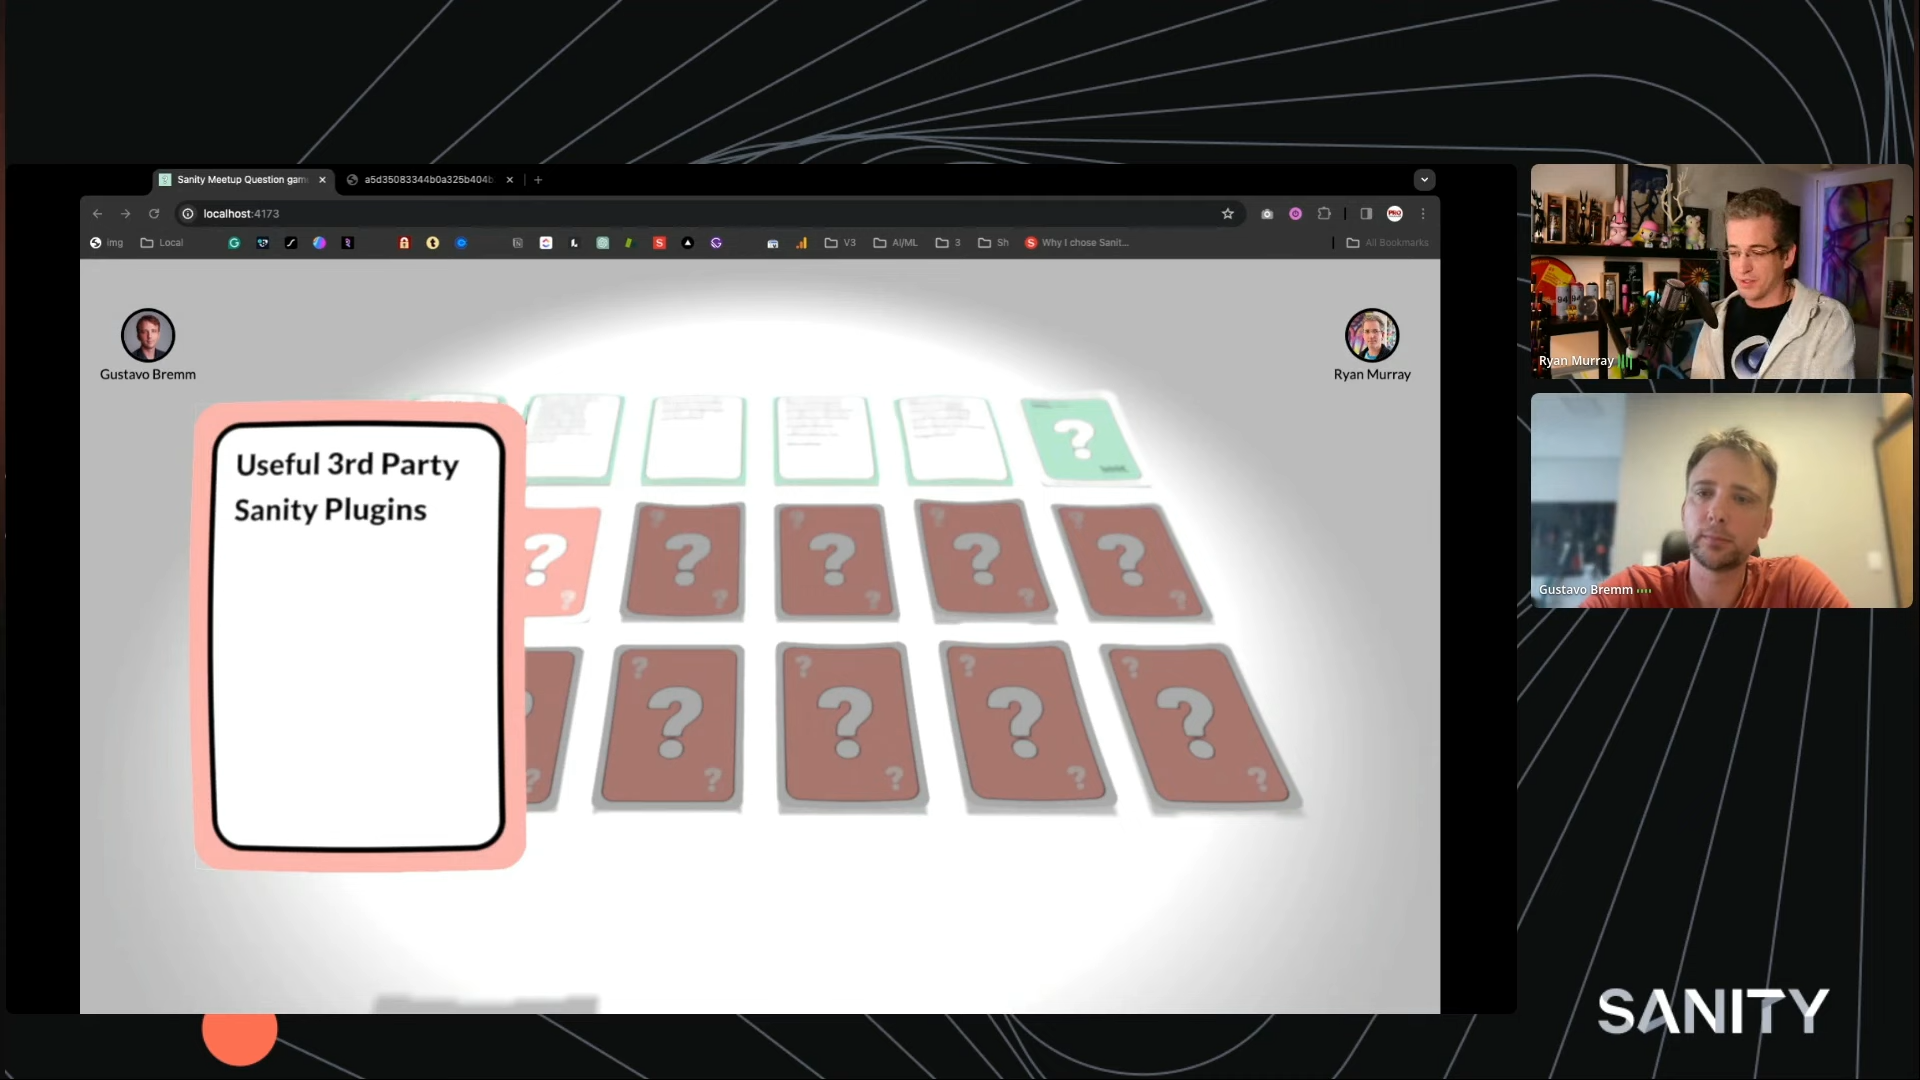 Sanity Meetup Question gam
a5d35083344b0a325b404b
localhost:4173
img
Local
V3
AI/ML
3
Sh
Why I chose Sanit...
All Bookmarks
Gustavo Bremm
Ryan Murray
Useful 3rd Party
Sanity Plugins
?
?
?
?
?
?
?
?
?
?
Ryan Murray
Gustavo Bremm
SANITY